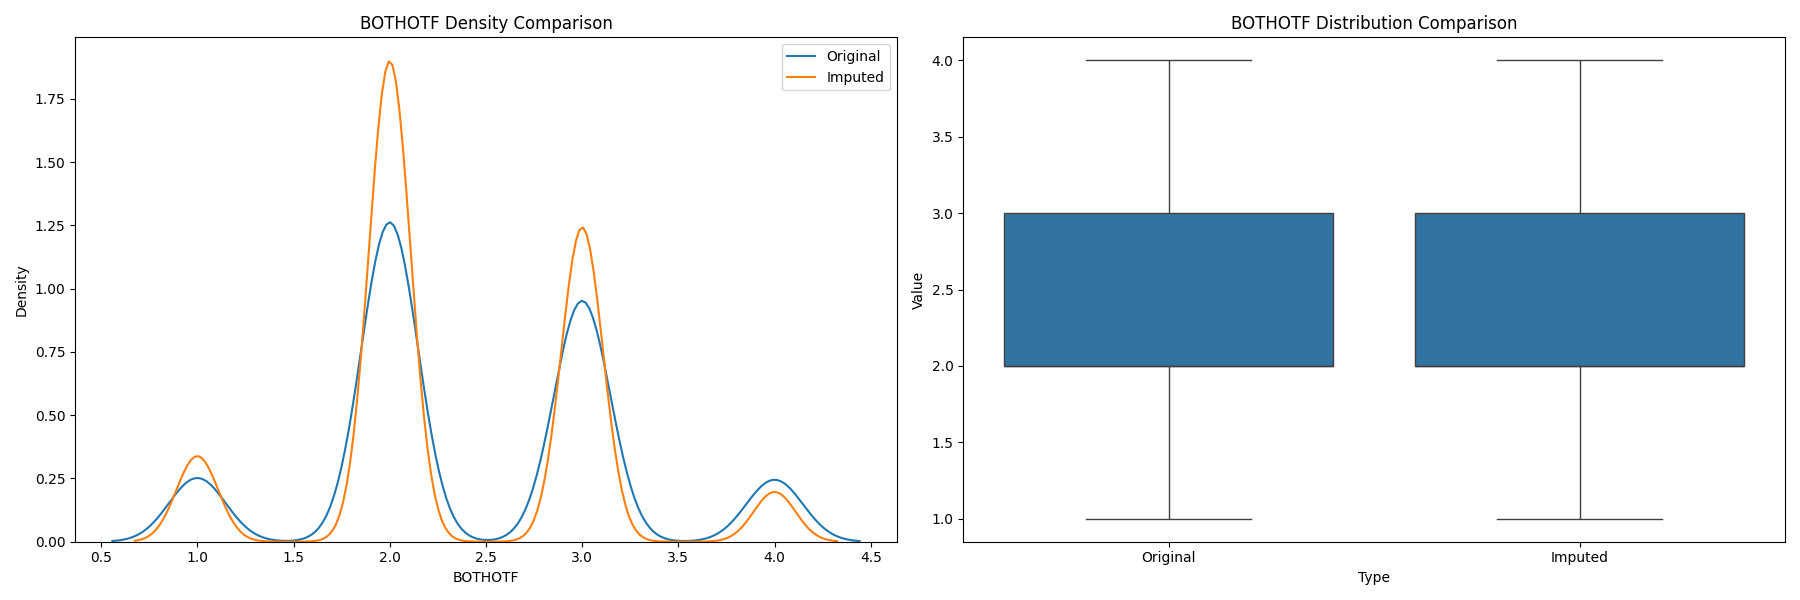 BOTHOTF Density Comparison
Original
Imputed
1.75
1.50
1.25
1.00
0.75
0.50
0.25
0.00
Density
0.5 1.0 1.5 2.0 2.5 3.0 3.5 4.0 4.5
BOTHOTF
BOTHOTF Distribution Comparison
4.0
3.5
3.0
2.5
2.0
1.5
1.0
Value
Original Imputed
Type